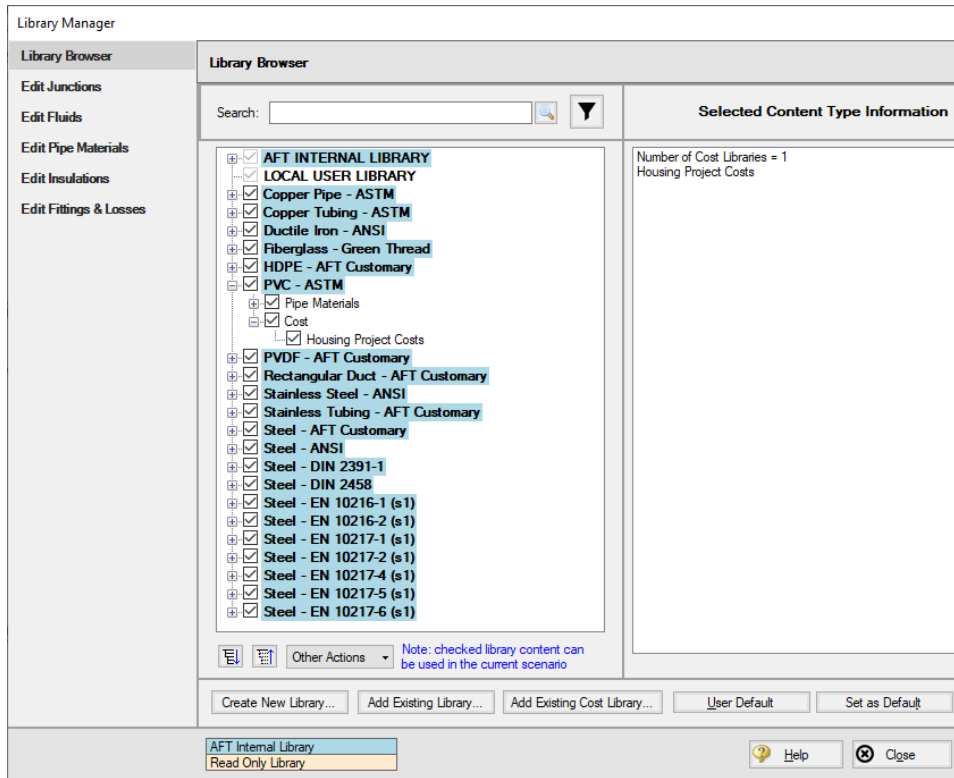 Library Manager
Library Browser
Edit Junctions
Edit Fluids
Edit Pipe Materials
Edit Insulations
Edit Fittings & Losses
Library Browser
Search:
AFT INTERNAL LIBRARY
LOCAL USER LIBRARY
Copper Pipe - ASTM
Copper Tubing - ASTM
Ductile Iron - ANSI
Fiberglass - Green Thread
HDPE - AFT Customary
PVC - ASTM
Pipe Materials
Cost
Housing Project Costs
PVDF - AFT Customary
Rectangular Duct - AFT Customary
Stainless Steel - ANSI
Stainless Tubing - AFT Customary
Steel - AFT Customary
Steel - ANSI
Steel - DIN 2391-1
Steel - DIN 2458
Steel - EN 10216-1 (s1)
Steel - EN 10216-2 (s1)
Steel - EN 10217-1 (s1)
Steel - EN 10217-2 (s1)
Steel - EN 10217-4 (s1)
Steel - EN 10217-5 (s1)
Steel - EN 10217-6 (s1)
Other Actions
Note: checked library content can
be used in the current scenario
Selected Content Type Information
Number of Cost Libraries = 1
Housing Project Costs
Create New Library...
Add Existing Library...
Add Existing Cost Library...
User Default
Set as Default
AFT Internal Library
Read Only Library
Help
Close